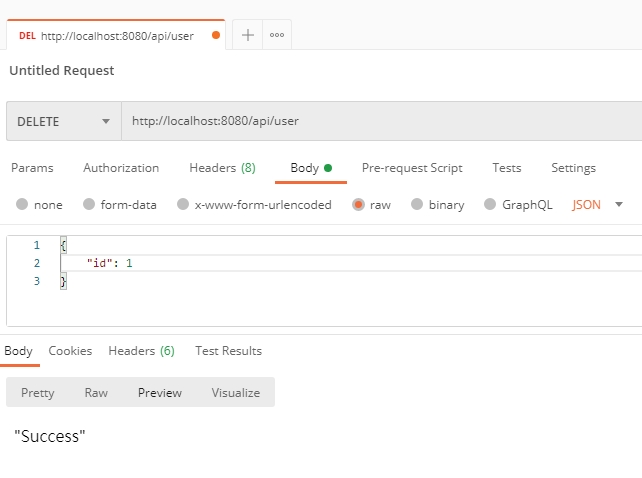 DEL http://localhost:8080/api/user
Untitled Request
DELETE http://localhost:8080/api/user
Params Authorization Headers (8) Body Pre-request Script Tests Settings
none form-data x-www-form-urlencoded raw binary GraphQL JSON
1 {
2 "id": 1
3 }
Body Cookies Headers (6) Test Results
Pretty Raw Preview Visualize
"Success"